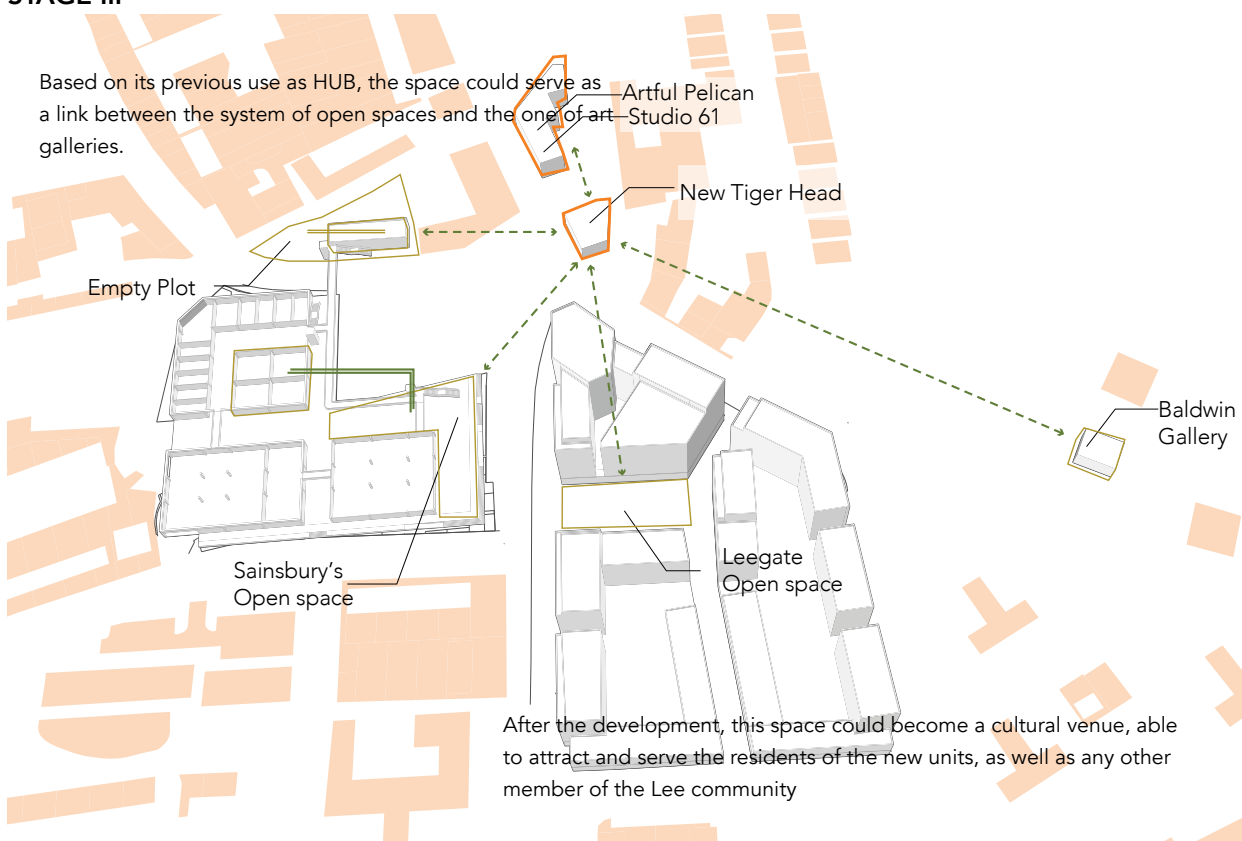 STAGE III
Based on its previous use as HUB, the space could serve as
a link between the system of open spaces and the one of art
galleries.
Artful Pelican
Studio 61
New Tiger Head
Empty Plot
Baldwin
Gallery
Sainsbury's
Open space
Leegate
Open space
After the development, this space could become a cultural venue, able
to attract and serve the residents of the new units, as well as any other
member of the Lee community